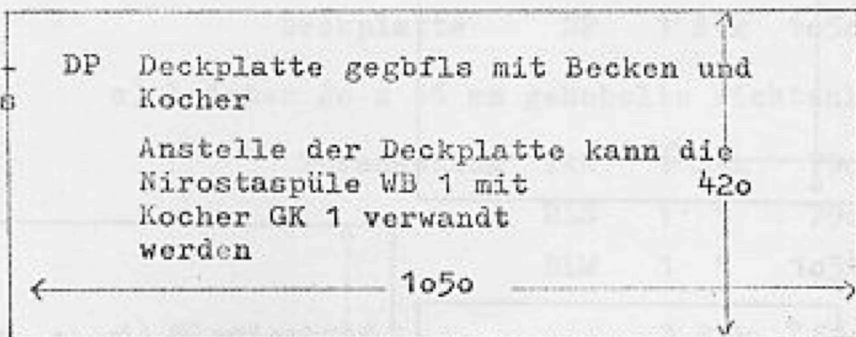 DP Deckplatte gegbfls mit Becken und
Kocher
Anstelle der Deckplatte kann die
Nirostaspüle WB 1 mit 42o
Kocher GK 1 verwandt
werden
1o5o